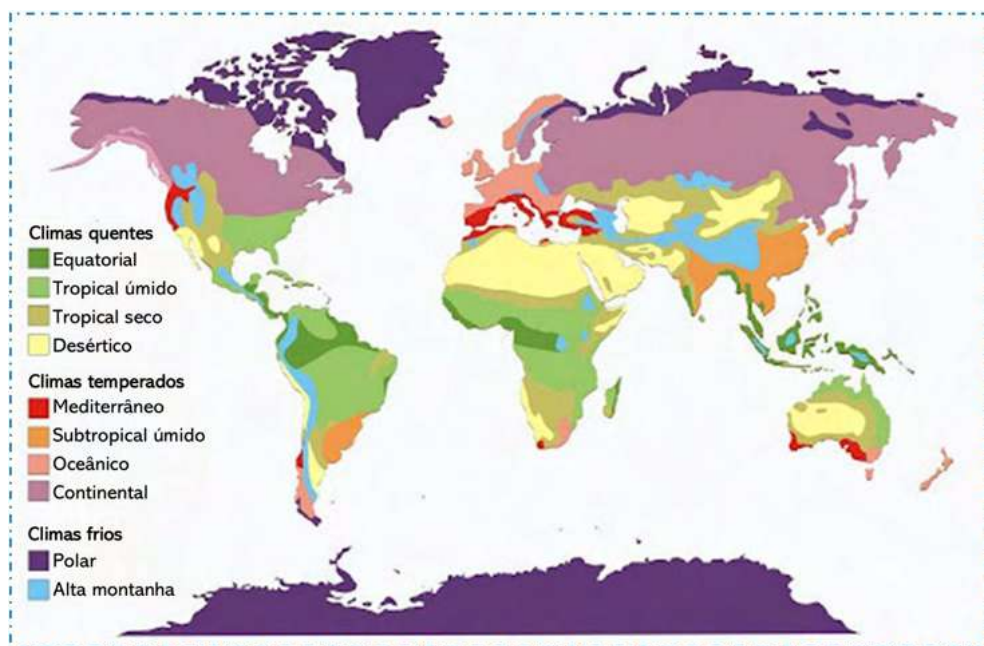 Climas quentes
Equatorial
Tropical úmido
Tropical seco
Desértico
Climas temperados
Mediterrâneo
Subtropical úmido
Oceânico
Continental
Climas frios
Polar
Alta montanha